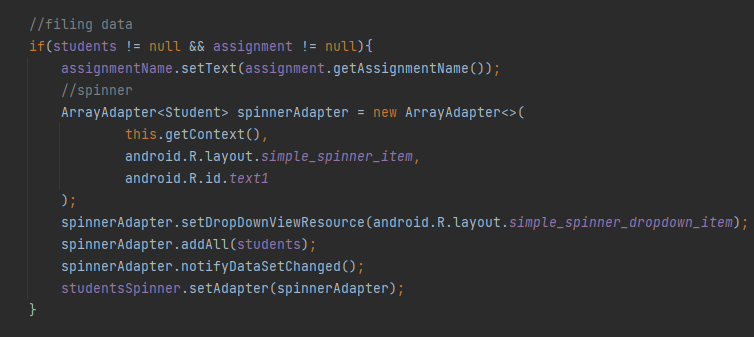 //filing data
if(students != null && assignment != null){
assignmentName.setText(assignment.getAssignmentName());
//spinner
ArrayAdapter<Student> spinnerAdapter = new ArrayAdapter<>(
this.getContext(),
android.R.layout.simple_spinner_item,
android.R.id.text1
);
spinnerAdapter.setDropDownViewResource(android.R.layout.simple_spinner_dropdown_item);
spinnerAdapter.addAll(students);
spinnerAdapter.notifyDataSetChanged();
studentsSpinner.setAdapter(spinnerAdapter);
}